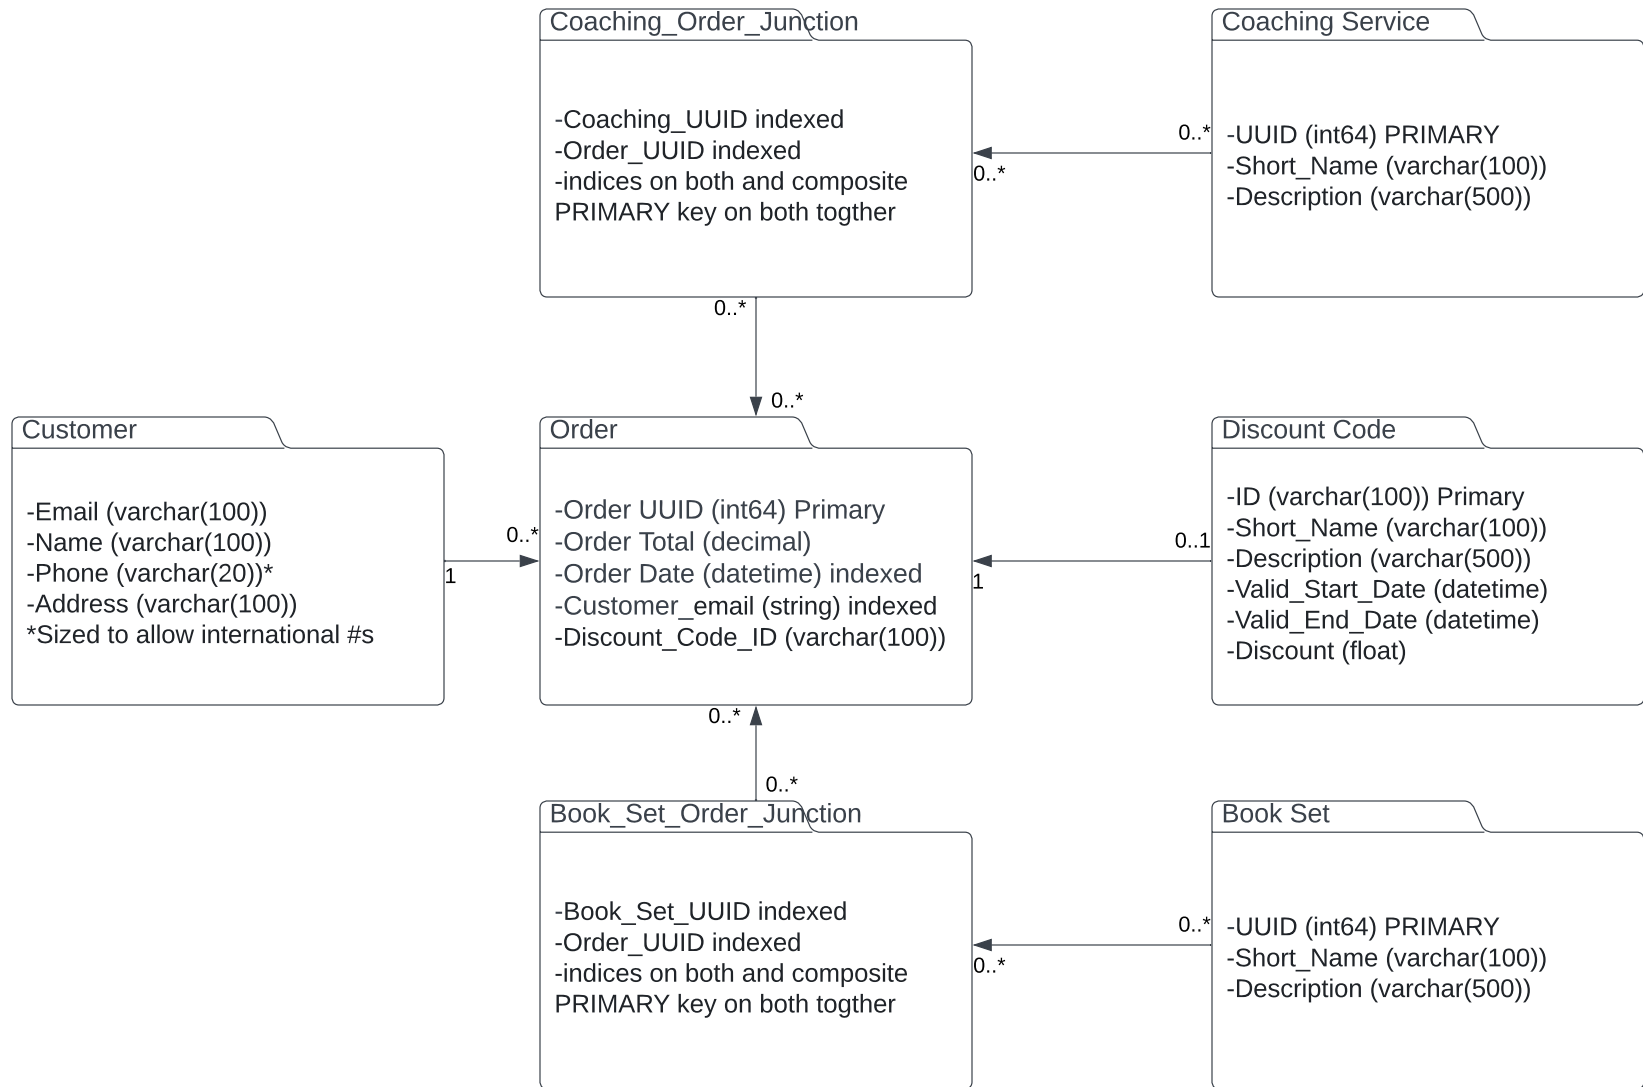 Coaching_Order_Junction
-Coaching_UUID indexed
-Order_UUID indexed
-indices on both and composite
PRIMARY key on both togther
Coaching Service
-UUID (int64) PRIMARY
-Short_Name (varchar(100))
-Description (varchar(500))
0..*
0..*
0..*
0..*
Customer
-Email (varchar(100))
-Name (varchar(100))
-Phone (varchar(20))*
-Address (varchar(100))
*Sized to allow international #s
0..*
1
Order
-Order UUID (int64) Primary
-Order Total (decimal)
-Order Date (datetime) indexed
-Customer_email (string) indexed
-Discount_Code_ID (varchar(100))
0..1
1
Discount Code
-ID (varchar(100)) Primary
-Short_Name (varchar(100))
-Description (varchar(500))
-Valid_Start_Date (datetime)
-Valid_End_Date (datetime)
-Discount (float)
0..*
0..*
Book_Set_Order_Junction
-Book_Set_UUID indexed
-Order_UUID indexed
-indices on both and composite
PRIMARY key on both togther
0..*
0..*
Book Set
-UUID (int64) PRIMARY
-Short_Name (varchar(100))
-Description (varchar(500))